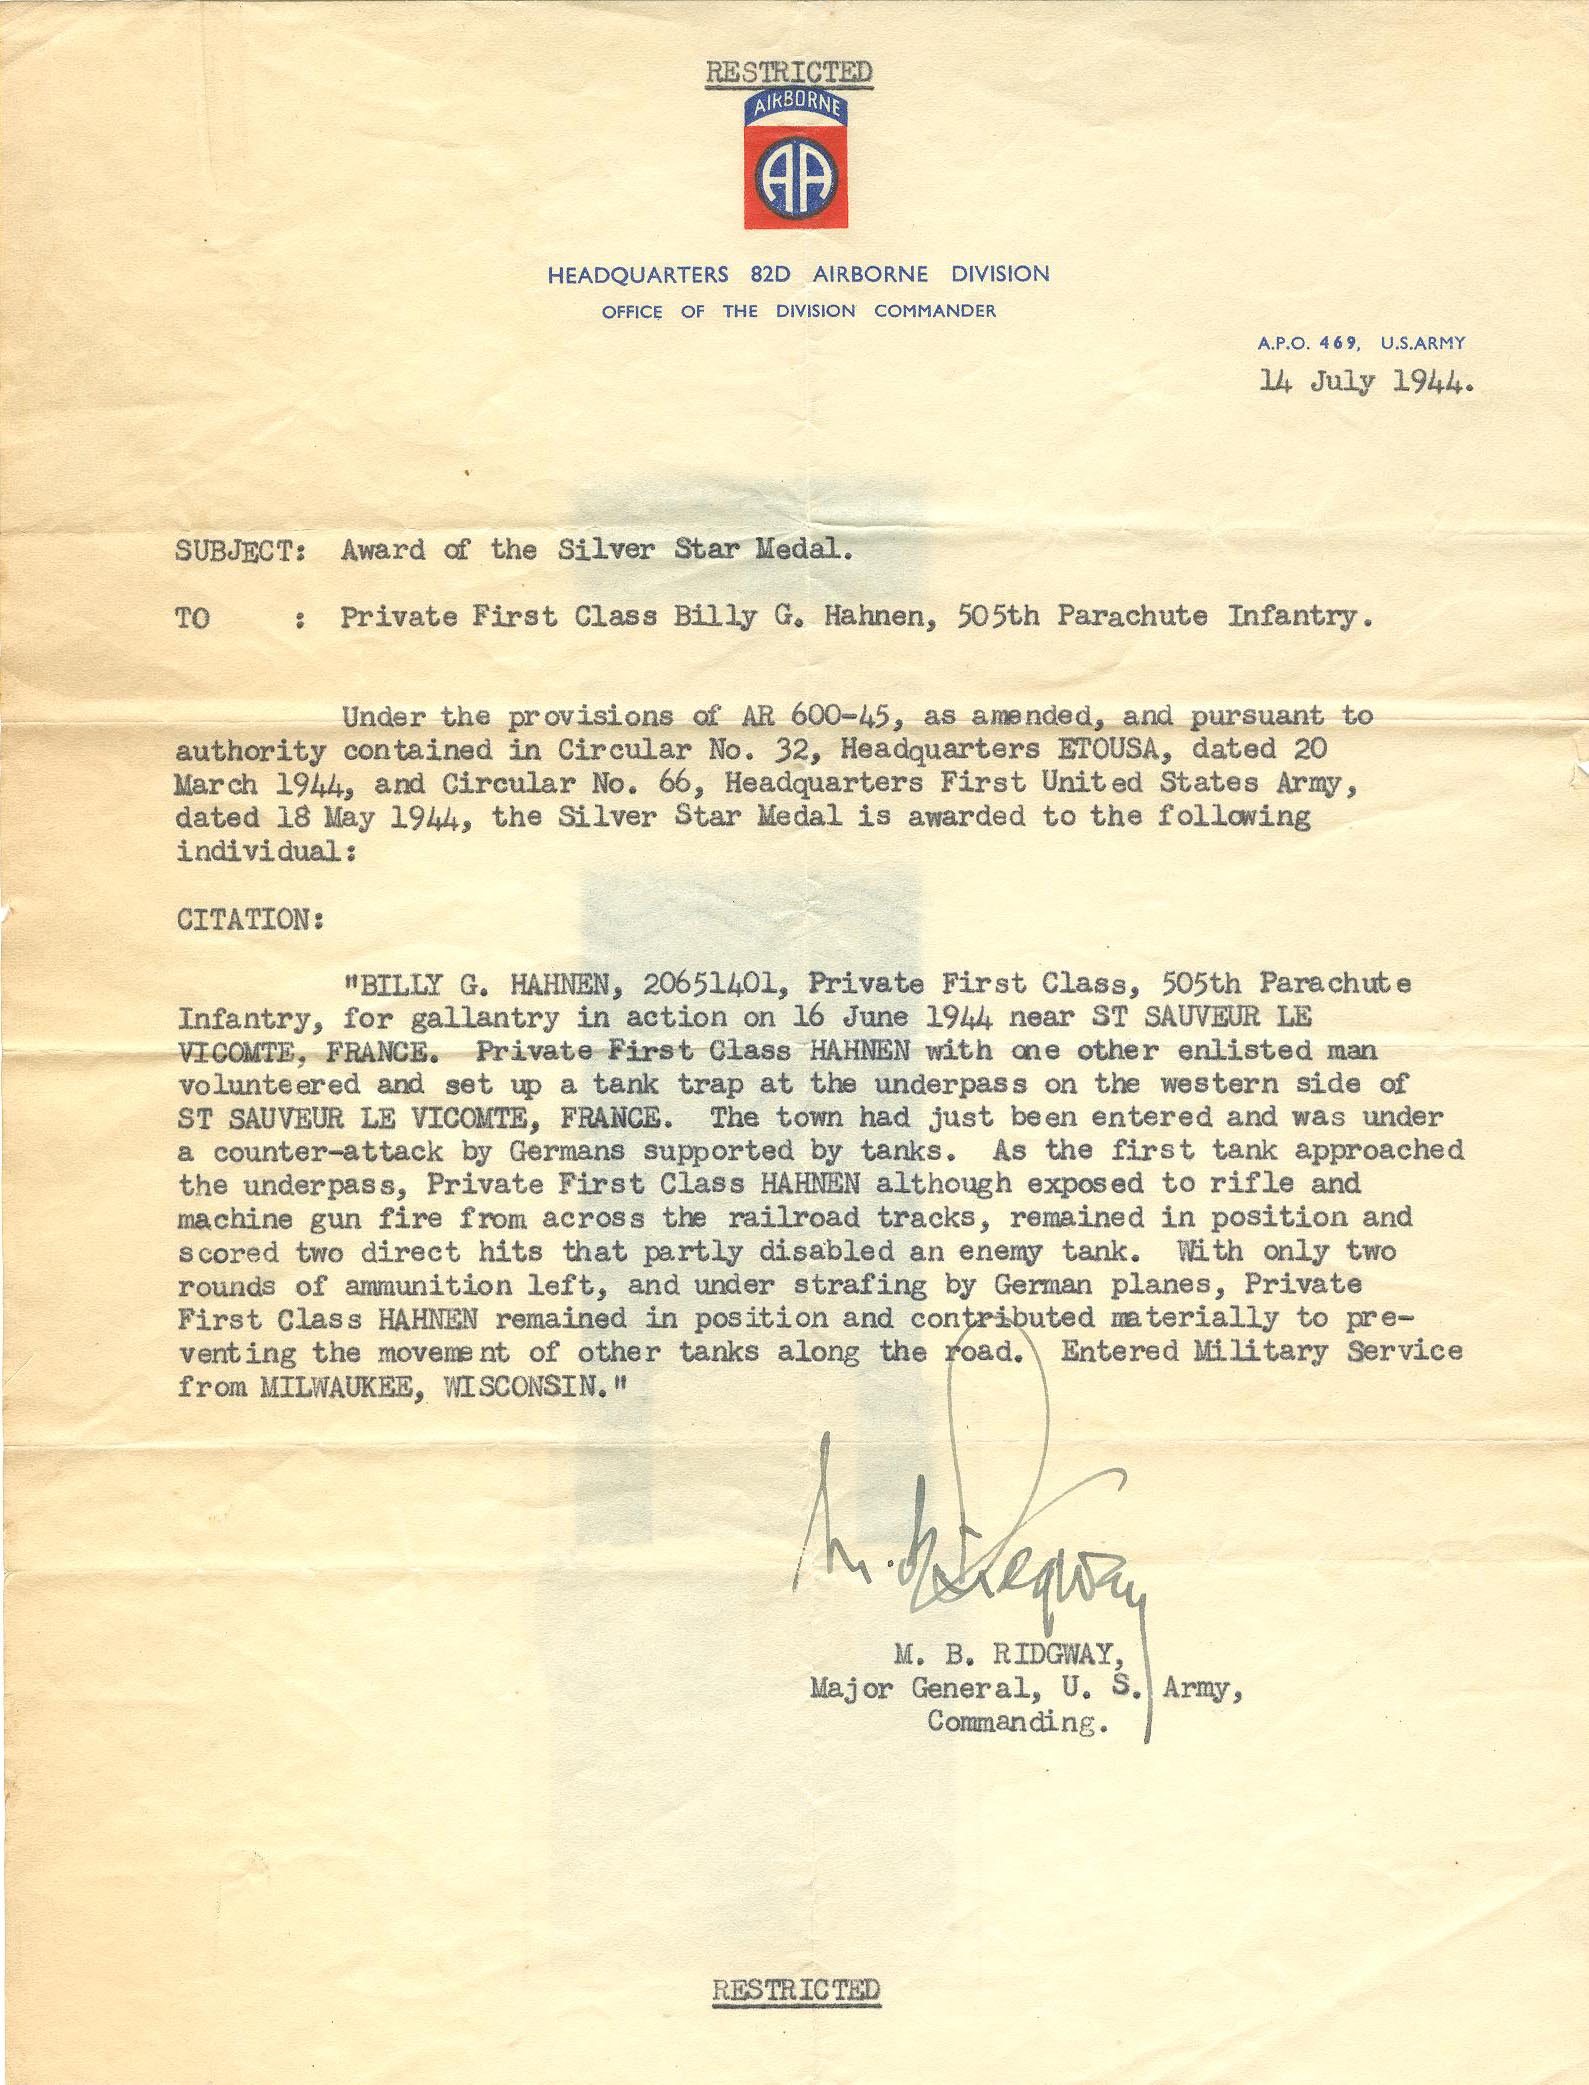 RESTRICTED
AIRBORNE
AA
HEADQUARTERS 82D AIRBORNE DIVISION
OFFICE OF THE DIVISION COMMANDER
A.P.O. 469, U.S.ARMY
14 July 1944.
SUBJECT: Award of the Silver Star Medal.
TO : Private First Class Billy G. Hahnen, 505th Parachute Infantry.
Under the provisions of AR 600-45, as amended, and pursuant to
authority contained in Circular No. 32, Headquarters ETOUSA, dated 20
March 1944, and Circular No. 66, Headquarters First United States Army,
dated 18 May 1944, the Silver Star Medal is awarded to the following
individual:
CITATION:
"BILLY G. HAHNEN, 20651401, Private First Class, 505th Parachute
Infantry, for gallantry in action on 16 June 1944 near ST SAUVEUR LE
VICOMTE, FRANCE. Private First Class HAHNEN with one other enlisted man
volunteered and set up a tank trap at the underpass on the western side of
ST SAUVEUR LE VICOMTE, FRANCE. The town had just been entered and was under
a counter-attack by Germans supported by tanks. As the first tank approached
the underpass, Private First Class HAHNEN although exposed to rifle and
machine gun fire from across the railroad tracks, remained in position and
scored two direct hits that partly disabled an enemy tank. With only two
rounds of ammunition left, and under strafing by German planes, Private
First Class HAHNEN remained in position and contributed materially to pre-
venting the movement of other tanks along the road. Entered Military Service
from MILWAUKEE, WISCONSIN."
M. B. Ridgway
M. B. RIDGWAY,
Major General, U. S. Army,
Commanding.
RESTRICTED